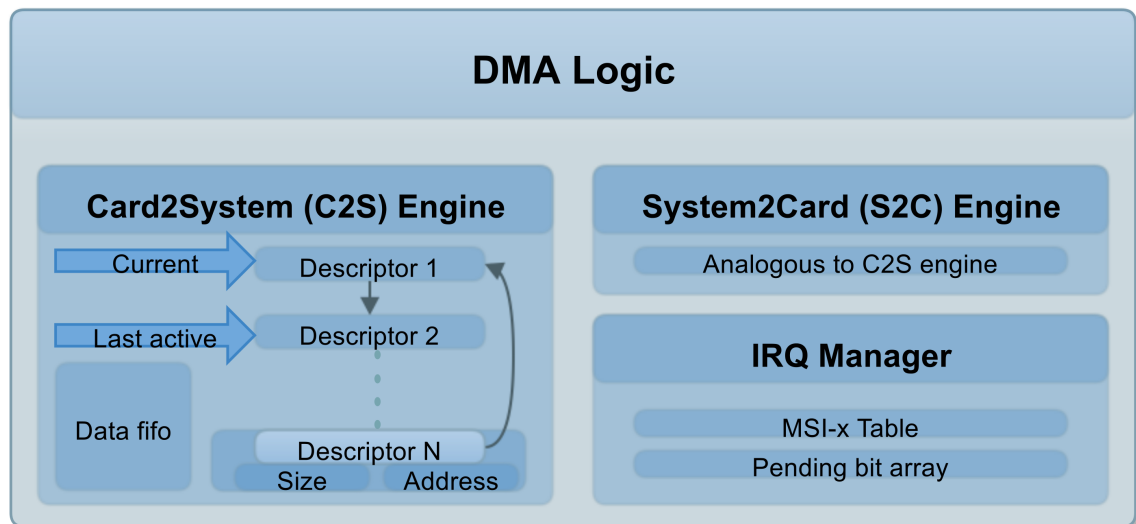 DMA Logic
Card2System (C2S) Engine
Current
Descriptor 1
Last active
Descriptor 2
Data fifo
Descriptor N
Size
Address
System2Card (S2C) Engine
Analogous to C2S engine
IRQ Manager
MSI-x Table
Pending bit array